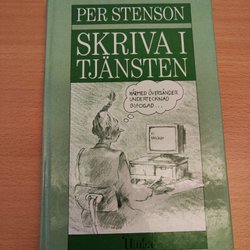 PER STENSON
SKRIVA I
TJÄNSTEN
HÄRMED ÖVERSÄNDER
UNDERTECKNAD
BIFOGAD...